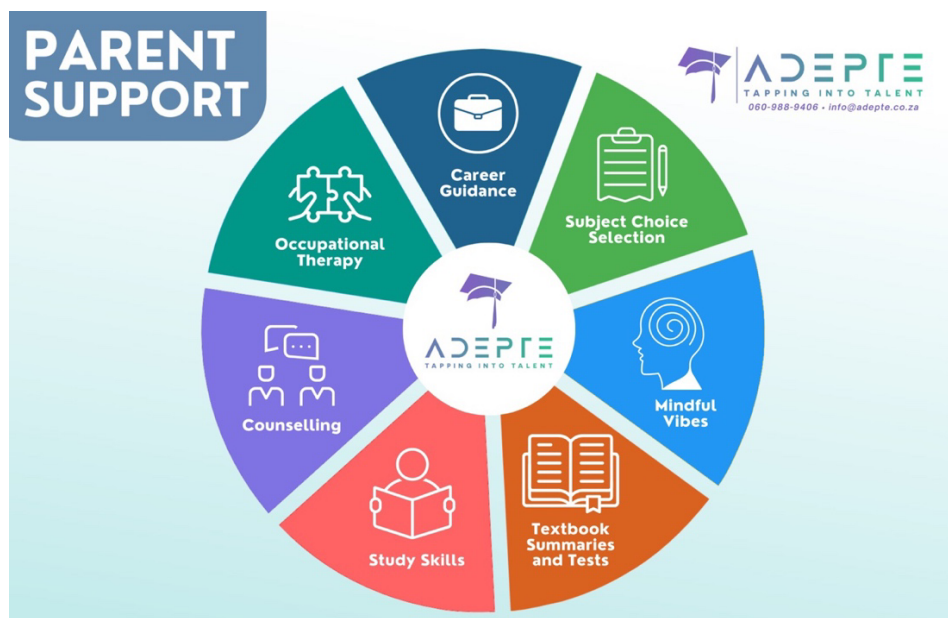 PARENT
SUPPORT
ADEPTE
TAPPING INTO TALENT
060-988-9406 • info@adepte.co.za
Career
Guidance
Subject Choice
Selection
Mindful
Vibes
Textbook
Summaries
and Tests
Study Skills
Counselling
Occupational
Therapy
ADEPTE
TAPPING INTO TALENT